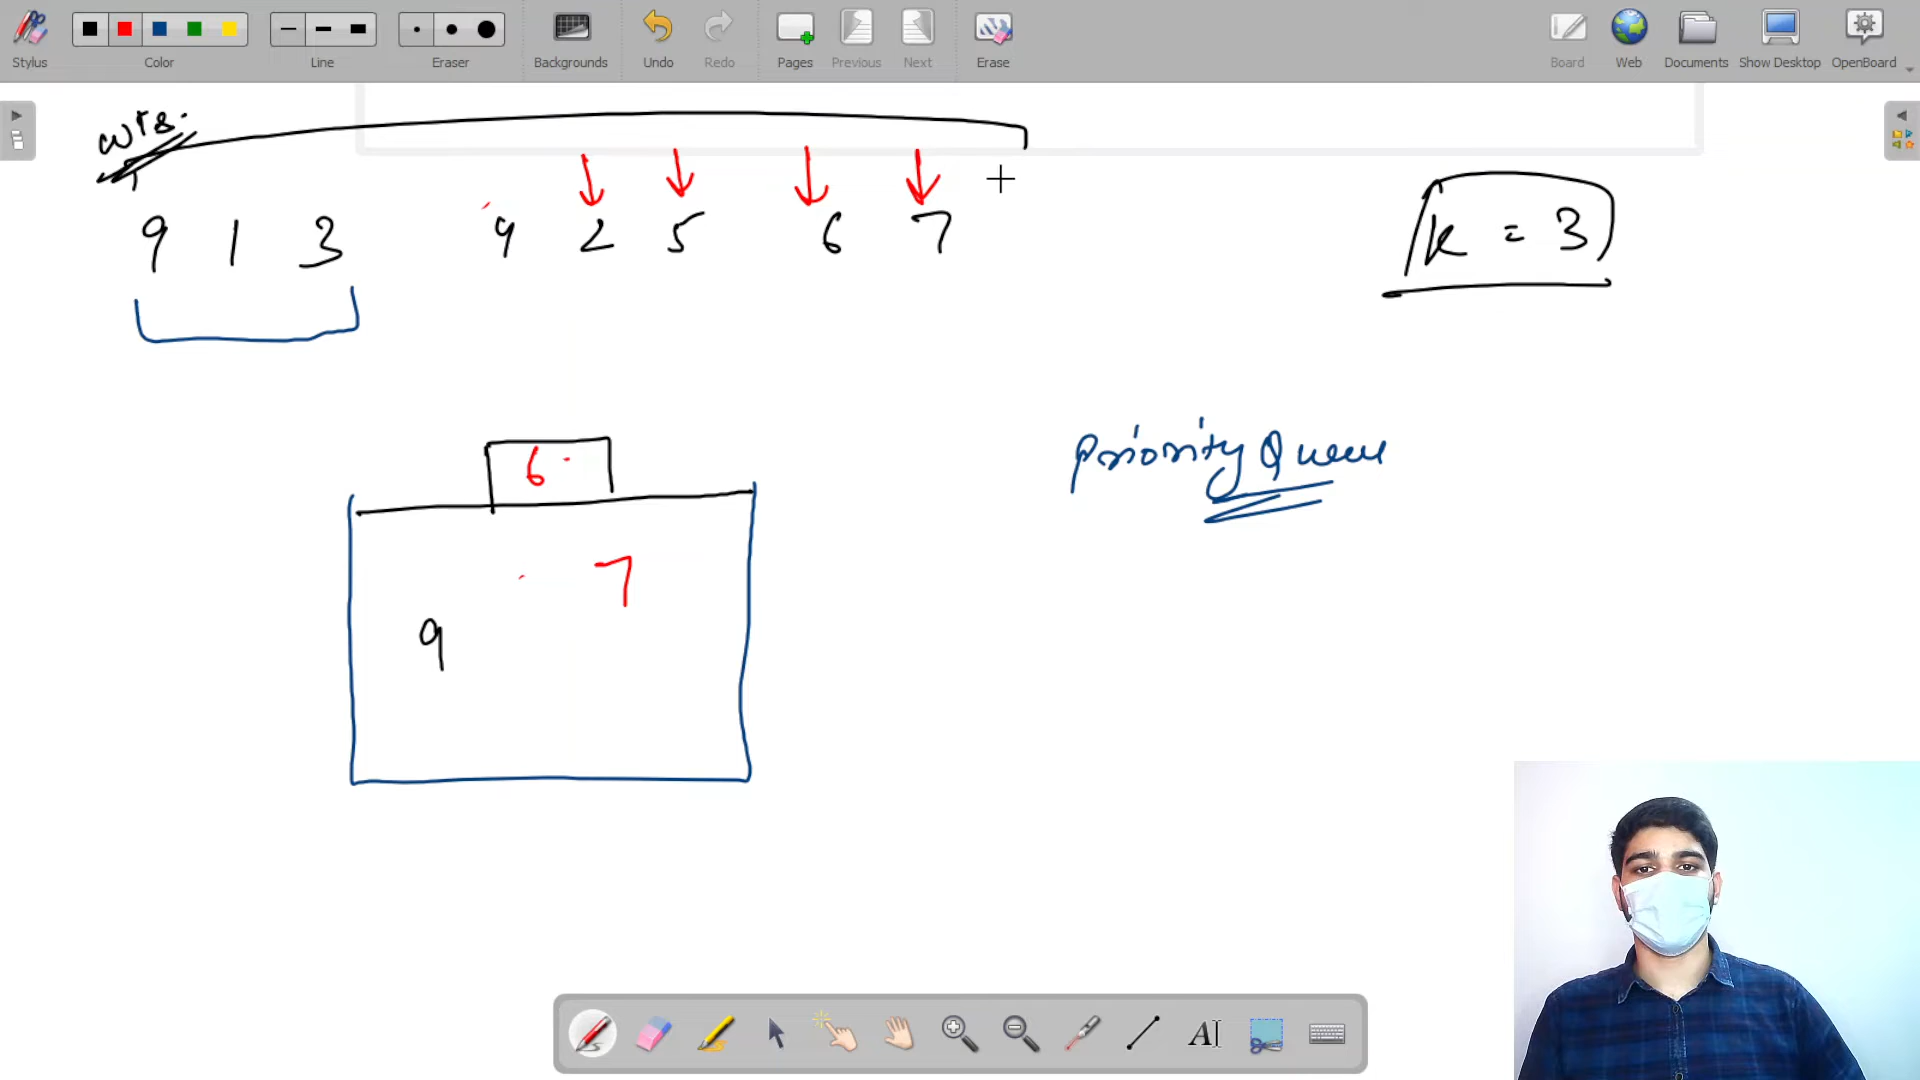 Stylus
Color
Line
Eraser
Backgrounds
Undo
Redo
Pages
Previous
Next
Erase
Board
Web
Documents
Show Desktop
OpenBoard
9 1 3 4 2 5 6 7
k = 3
Priority Queue
6
7
9